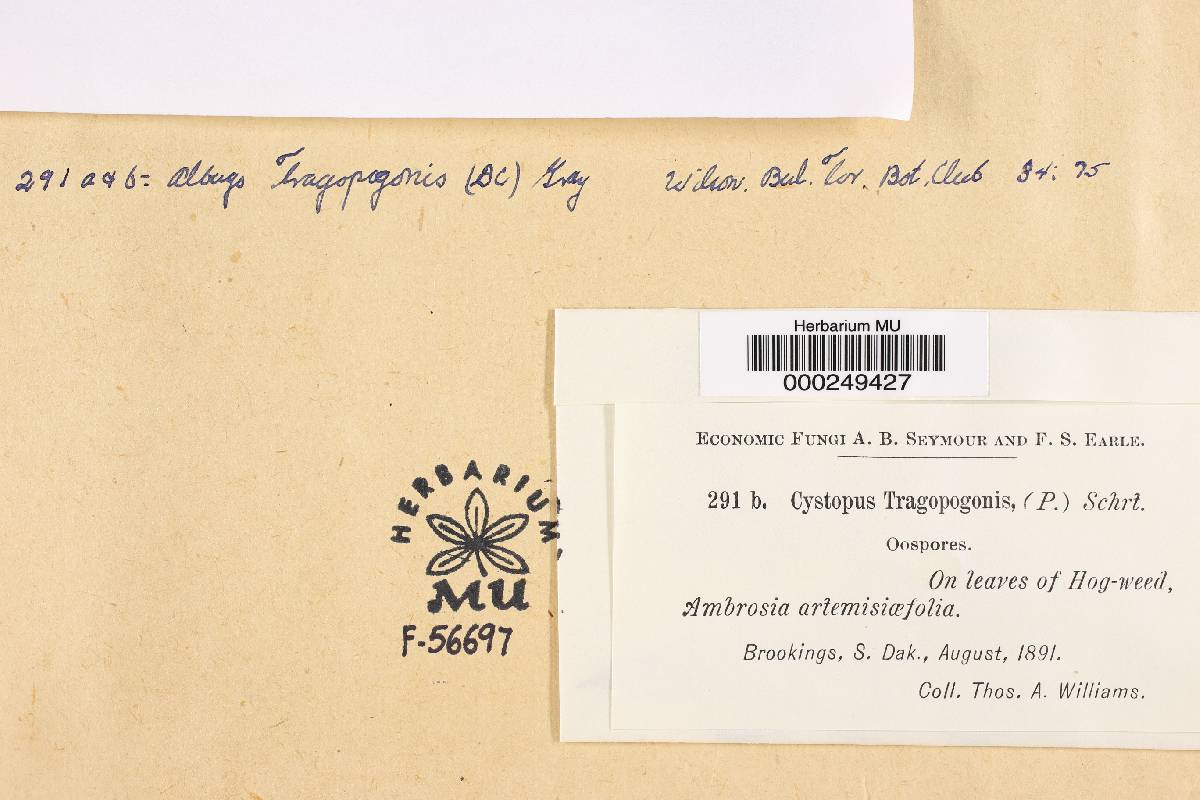 291 a & b = Albugo Tragopogonis (DC) Gray Wilson. Bul. Tor. Bot. Club 34: 75
Herbarium MU
000249427
ECONOMIC FUNGI A. B. SEYMOUR AND F. S. EARLE.
291 b. Cystopus Tragopogonis, (P.) Schrt.
Oospores.
On leaves of Hog-weed,
Ambrosia artemisiæfolia.
Brookings, S. Dak., August, 1891.
Coll. Thos. A. Williams.
HERBARIUM,
MU
F-56697